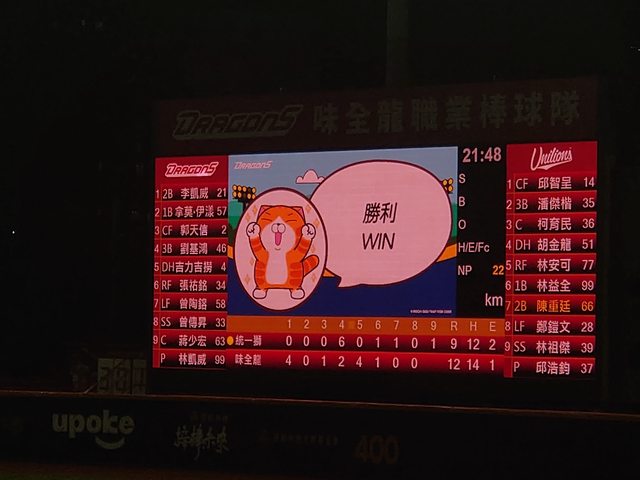 DRAGONS 味全龍職業棒球隊
DRAGONS
1 2B 李凱威 21
2 1B 拿莫·伊漾 57
3 CF 郭天信 2
4 3B 劉基鴻 46
5 DH 吉力吉撈 4
6 RF 張祐銘 34
7 LF 曾陶鎔 58
8 SS 曾傳昇 33
9 C 蔣少宏 63
P 林凱威 99
DRAGONS
勝利
WIN
21:48
S
B
O
H/E/Fc
NP 22
km
Unilions
1 CF 邱智呈 14
2 3B 潘傑楷 35
3 C 柯育民 36
4 DH 胡金龍 51
5 RF 林安可 77
6 1B 林益全 99
7 2B 陳重廷 66
8 LF 鄭鎧文 28
9 SS 林祖傑 39
P 邱浩鈞 37
1 2 3 4 5 6 7 8 9 R H E
統一獅 0 0 0 6 0 1 1 0 1 9 12 2
味全龍 4 0 1 2 4 1 0 0 12 14 1
upoke
400